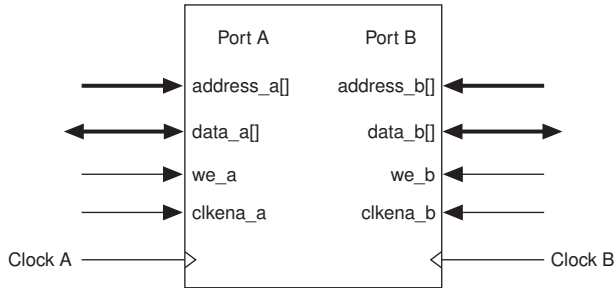 Port A Port B
address_a[] address_b[]
data_a[] data_b[]
we_a we_b
clkena_a clkena_b
Clock A Clock B